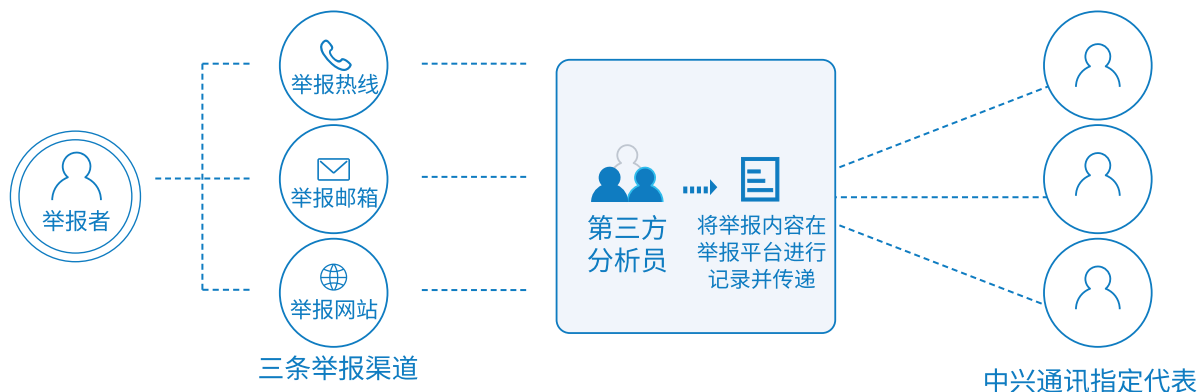 举报者
举报热线
举报邮箱
举报网站
三条举报渠道
第三方
分析员
将举报内容在
举报平台进行
记录并传递
中兴通讯指定代表